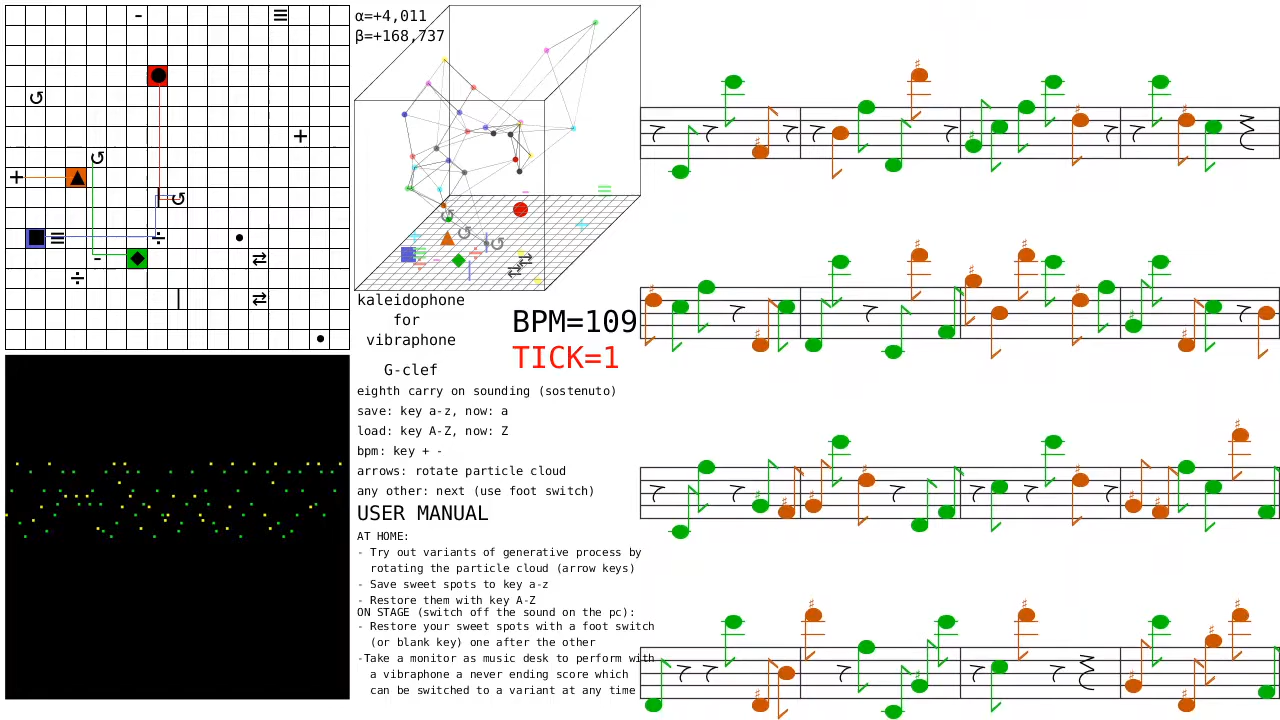 α=+4,011
β=+168,737
kaleidophone
for
vibraphone
BPM=109
TICK=1
G-clef
eighth carry on sounding (sostenuto)
save: key a-z, now: a
load: key A-Z, now: Z
bpm: key + -
arrows: rotate particle cloud
any other: next (use foot switch)
USER MANUAL
AT HOME:
- Try out variants of generative process by
rotating the particle cloud (arrow keys)
- Save sweet spots to key a-z
- Restore them with key A-Z
ON STAGE (switch off the sound on the pc):
- Restore your sweet spots with a foot switch
(or blank key) one after the other
-Take a monitor as music desk to perform with
a vibraphone a never ending score which
can be switched to a variant at any time